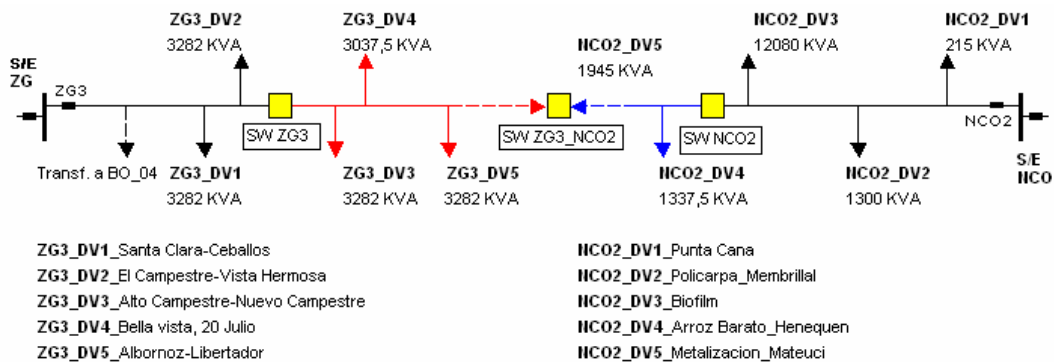 ZG3_DV2
3282 KVA
ZG3_DV4
3037,5 KVA
NCO2_DV5
1945 KVA
NCO2_DV3
12080 KVA
NCO2_DV1
215 KVA
S/E
ZG
ZG3
SW ZG3
SW ZG3_NCO2
SW NCO2
NCO2
S/E
NCO
Transf. a BO_04
ZG3_DV1
3282 KVA
ZG3_DV3
3282 KVA
ZG3_DV5
3282 KVA
NCO2_DV4
1337,5 KVA
NCO2_DV2
1300 KVA
ZG3_DV1_Santa Clara-Ceballos
ZG3_DV2_El Campestre-Vista Hermosa
ZG3_DV3_Alto Campestre-Nuevo Campestre
ZG3_DV4_Bella vista, 20 Julio
ZG3_DV5_Albornoz-Libertador
NCO2_DV1_Punta Cana
NCO2_DV2_Policarpa_Membrillal
NCO2_DV3_Biofilm
NCO2_DV4_Arroz Barato_Henequen
NCO2_DV5_Metalizacion_Mateuci